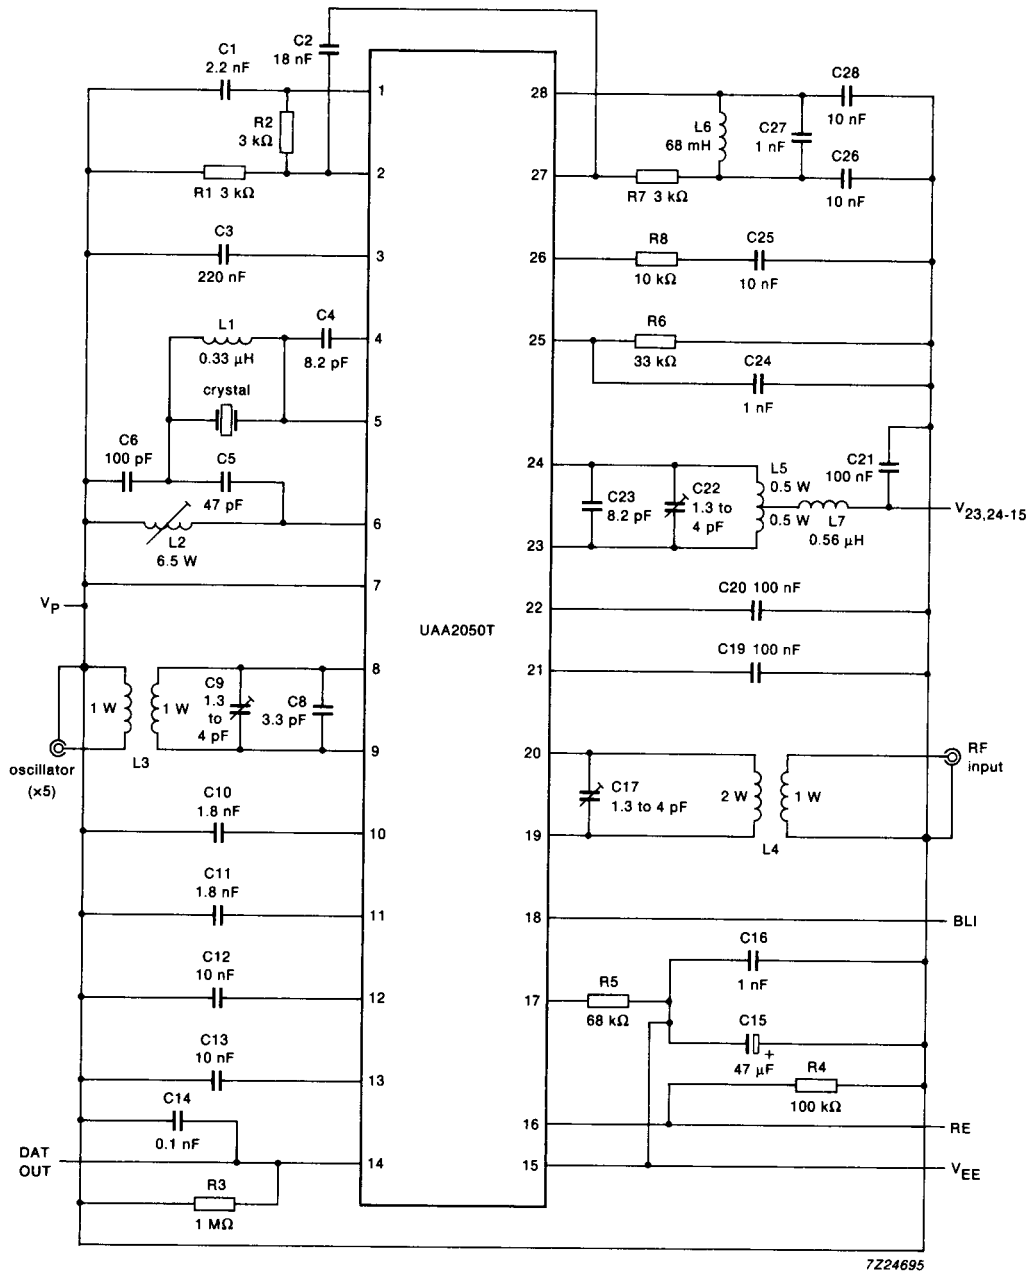 C1
2.2 nF
C2
18 nF
1
R2
3 kΩ
2
R1 3 kΩ
C3
3
220 nF
C4
L1
4
0.33 μH
8.2 pF
crystal
5
C6
100 pF
C5
47 pF
6
L2
6.5 W
7
VP
UAA2050T
8
C9
1.3
to
4 pF
C8
3.3 pF
1 W
1 W
9
L3
oscillator
(x5)
C10
1.8 nF
10
C11
1.8 nF
11
C12
10 nF
12
C13
10 nF
13
C14
0.1 nF
DAT
OUT
14
R3
1 MΩ
C28
28
10 nF
L6
68 mH
C27
1 nF
C26
27
R7 3 kΩ
10 nF
R8
C25
26
10 kΩ
10 nF
R6
25
33 kΩ
C24
1 nF
24
C21
100 nF
L5
0.5 W
C23
8.2 pF
C22
1.3 to
4 pF
0.5 W
L7
0.56 μH
V23,24-15
23
C20 100 nF
22
C19 100 nF
21
20
RF
input
C17
1.3 to 4 pF
2 W
1 W
19
L4
18
BLI
C16
1 nF
R5
17
68 kΩ
C15
+
47 μF
R4
100 kΩ
16
RE
15
VEE
7Z24695